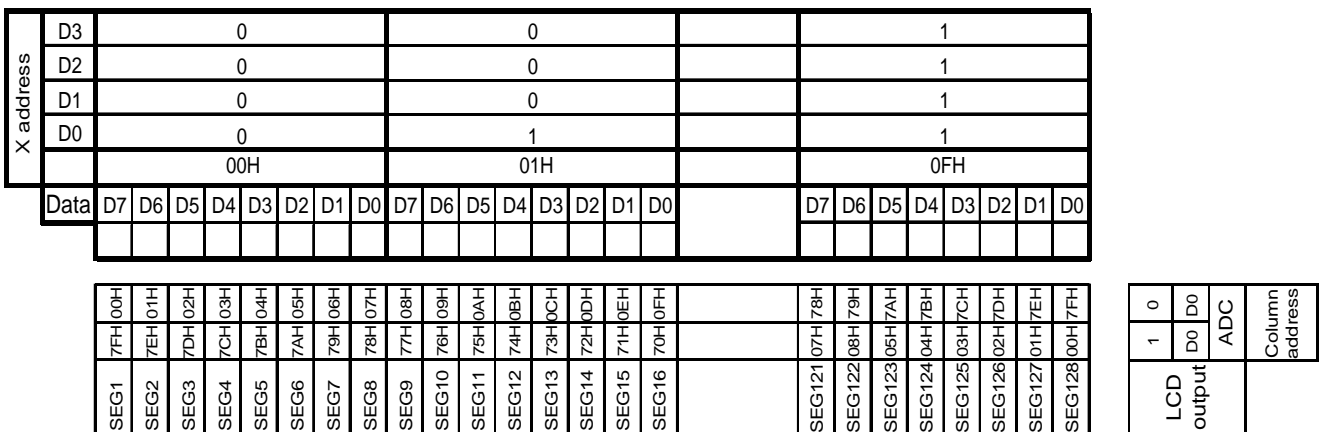 X address
D3 0 0 1
D2 0 0 1
D1 0 0 1
D0 0 1 1
00H 01H 0FH
Data D7 D6 D5 D4 D3 D2 D1 D0 D7 D6 D5 D4 D3 D2 D1 D0 D7 D6 D5 D4 D3 D2 D1 D0
00H 01H 02H 03H 04H 05H 06H 07H 08H 09H 0AH 0BH 0CH 0DH 0EH 0FH 78H 79H 7AH 7BH 7CH 7DH 7EH 7FH 0 D0
7FH 7EH 7DH 7CH 7BH 7AH 79H 78H 77H 76H 75H 74H 73H 72H 71H 70H 07H 08H 05H 04H 03H 02H 01H 00H 1 D0
ADC
Column address
SEG1 SEG2 SEG3 SEG4 SEG5 SEG6 SEG7 SEG8 SEG9 SEG10 SEG11 SEG12 SEG13 SEG14 SEG15 SEG16 SEG121 SEG122 SEG123 SEG124 SEG125 SEG126 SEG127 SEG128
LCD output